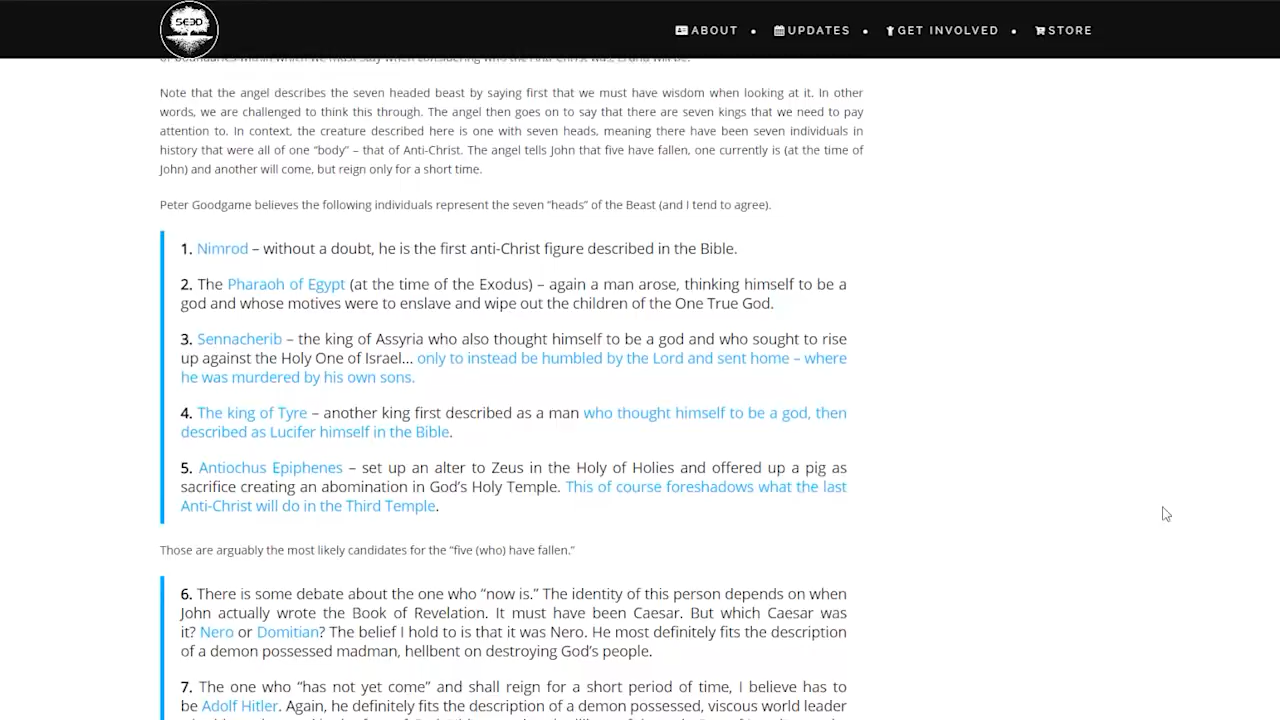 SEED
ABOUT
UPDATES
GET INVOLVED
STORE
Note that the angel describes the seven headed beast by saying first that we must have wisdom when looking at it. In other
words, we are challenged to think this through. The angel then goes on to say that there are seven kings that we need to pay
attention to. In context, the creature described here is one with seven heads, meaning there have been seven individuals in
history that were all of one “body” – that of Anti-Christ. The angel tells John that five have fallen, one currently is (at the time of
John) and another will come, but reign only for a short time.
Peter Goodgame believes the following individuals represent the seven “heads” of the Beast (and I tend to agree).
1. Nimrod – without a doubt, he is the first anti-Christ figure described in the Bible.
2. The Pharaoh of Egypt (at the time of the Exodus) – again a man arose, thinking himself to be a
god and whose motives were to enslave and wipe out the children of the One True God.
3. Sennacherib – the king of Assyria who also thought himself to be a god and who sought to rise
up against the Holy One of Israel... only to instead be humbled by the Lord and sent home – where
he was murdered by his own sons.
4. The king of Tyre – another king first described as a man who thought himself to be a god, then
described as Lucifer himself in the Bible.
5. Antiochus Epiphenes – set up an alter to Zeus in the Holy of Holies and offered up a pig as
sacrifice creating an abomination in God’s Holy Temple. This of course foreshadows what the last
Anti-Christ will do in the Third Temple.
Those are arguably the most likely candidates for the “five (who) have fallen.”
6. There is some debate about the one who “now is.” The identity of this person depends on when
John actually wrote the Book of Revelation. It must have been Caesar. But which Caesar was
it? Nero or Domitian? The belief I hold to is that it was Nero. He most definitely fits the description
of a demon possessed madman, hellbent on destroying God’s people.
7. The one who “has not yet come” and shall reign for a short period of time, I believe has to
be Adolf Hitler. Again, he definitely fits the description of a demon possessed, viscous world leader